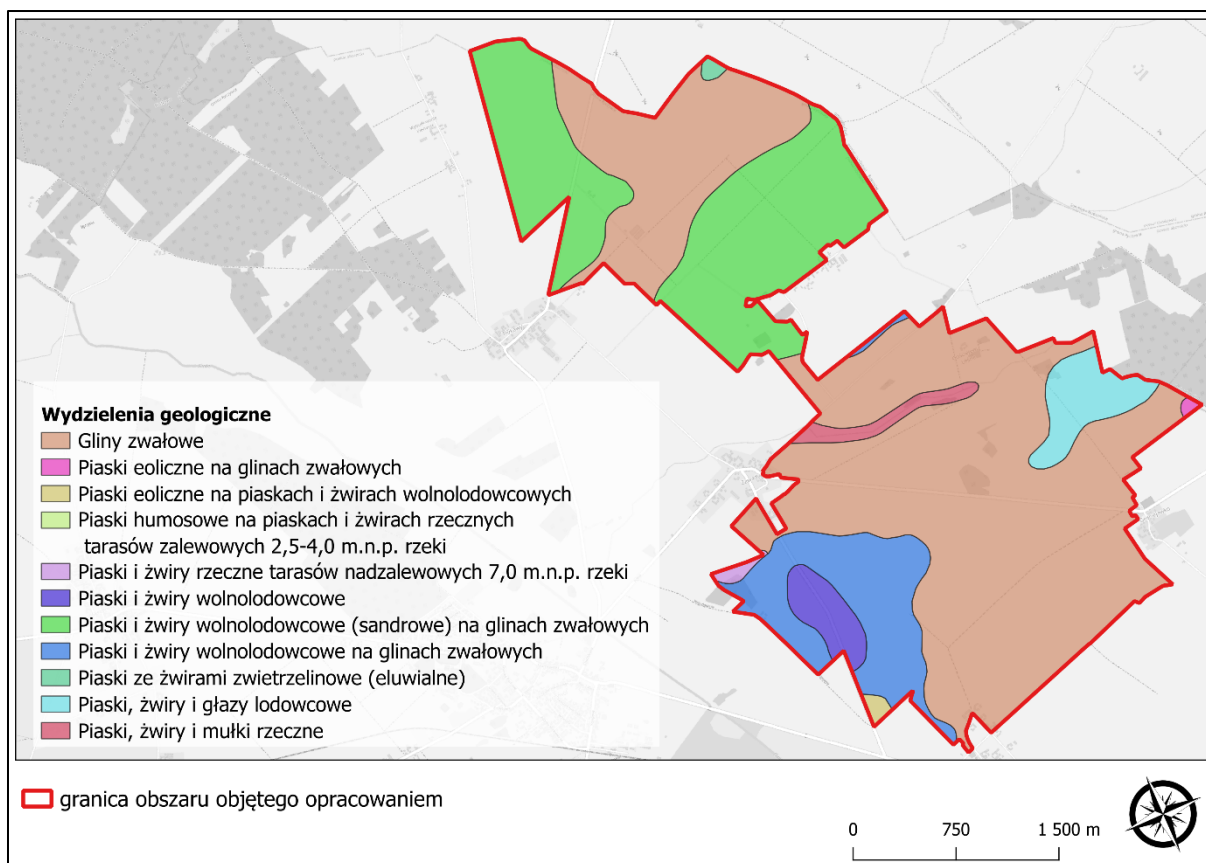 Wydzielenia geologiczne
Gliny zwałowe
Piaski eoliczne na glinach zwałowych
Piaski eoliczne na piaskach i żwirach wolnolodowcowych
Piaski humosowe na piaskach i żwirach rzecznych
tarasów zalewowych 2,5-4,0 m.n.p. rzeki
Piaski i żwiry rzeczne tarasów nadzalewowych 7,0 m.n.p. rzeki
Piaski i żwiry wolnolodowcowe
Piaski i żwiry wolnolodowcowe (sandrowe) na glinach zwałowych
Piaski i żwiry wolnolodowcowe na glinach zwałowych
Piaski ze żwirami zwietrzelinowe (eluwialne)
Piaski, żwiry i głazy lodowcowe
Piaski, żwiry i mułki rzeczne
granica obszaru objętego opracowaniem
0 750 1 500 m